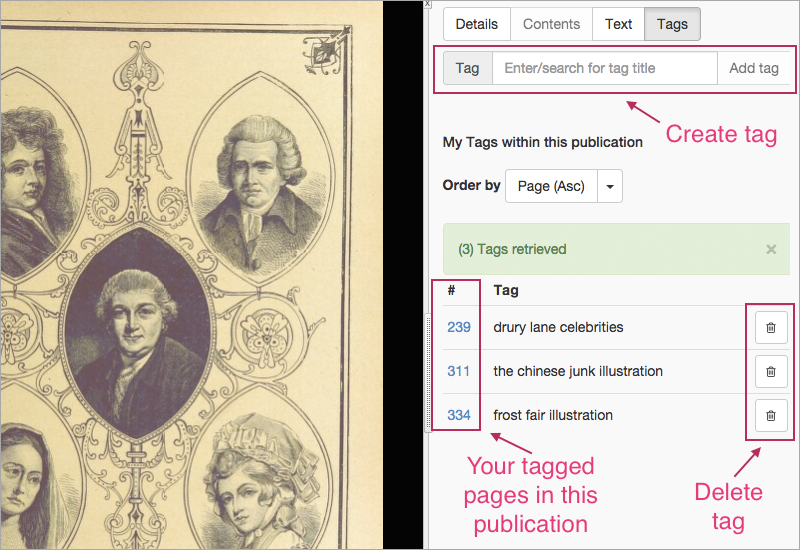 Details Contents Text Tags
Tag Enter/search for tag title Add tag
Create tag
My Tags within this publication
Order by Page (Asc)
(3) Tags retrieved ×
# Tag
239 drury lane celebrities
311 the chinese junk illustration
334 frost fair illustration
Your tagged
pages in this
publication
Delete
tag